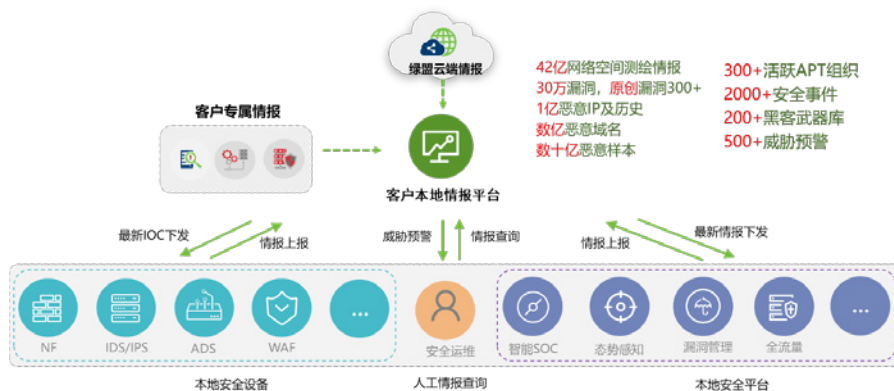 绿盟云端情报
42亿网络空间测绘情报
30万漏洞，原创漏洞300+
1亿恶意IP及历史
数亿恶意域名
数十亿恶意样本
300+活跃APT组织
2000+安全事件
200+黑客武器库
500+威胁预警
客户专属情报
客户本地情报平台
最新IOC下发
情报上报
威胁预警
情报查询
情报上报
最新情报下发
NF
IDS/IPS
ADS
WAF
...
安全运维
智能SOC
态势感知
漏洞管理
全流量
...
本地安全设备
人工情报查询
本地安全平台